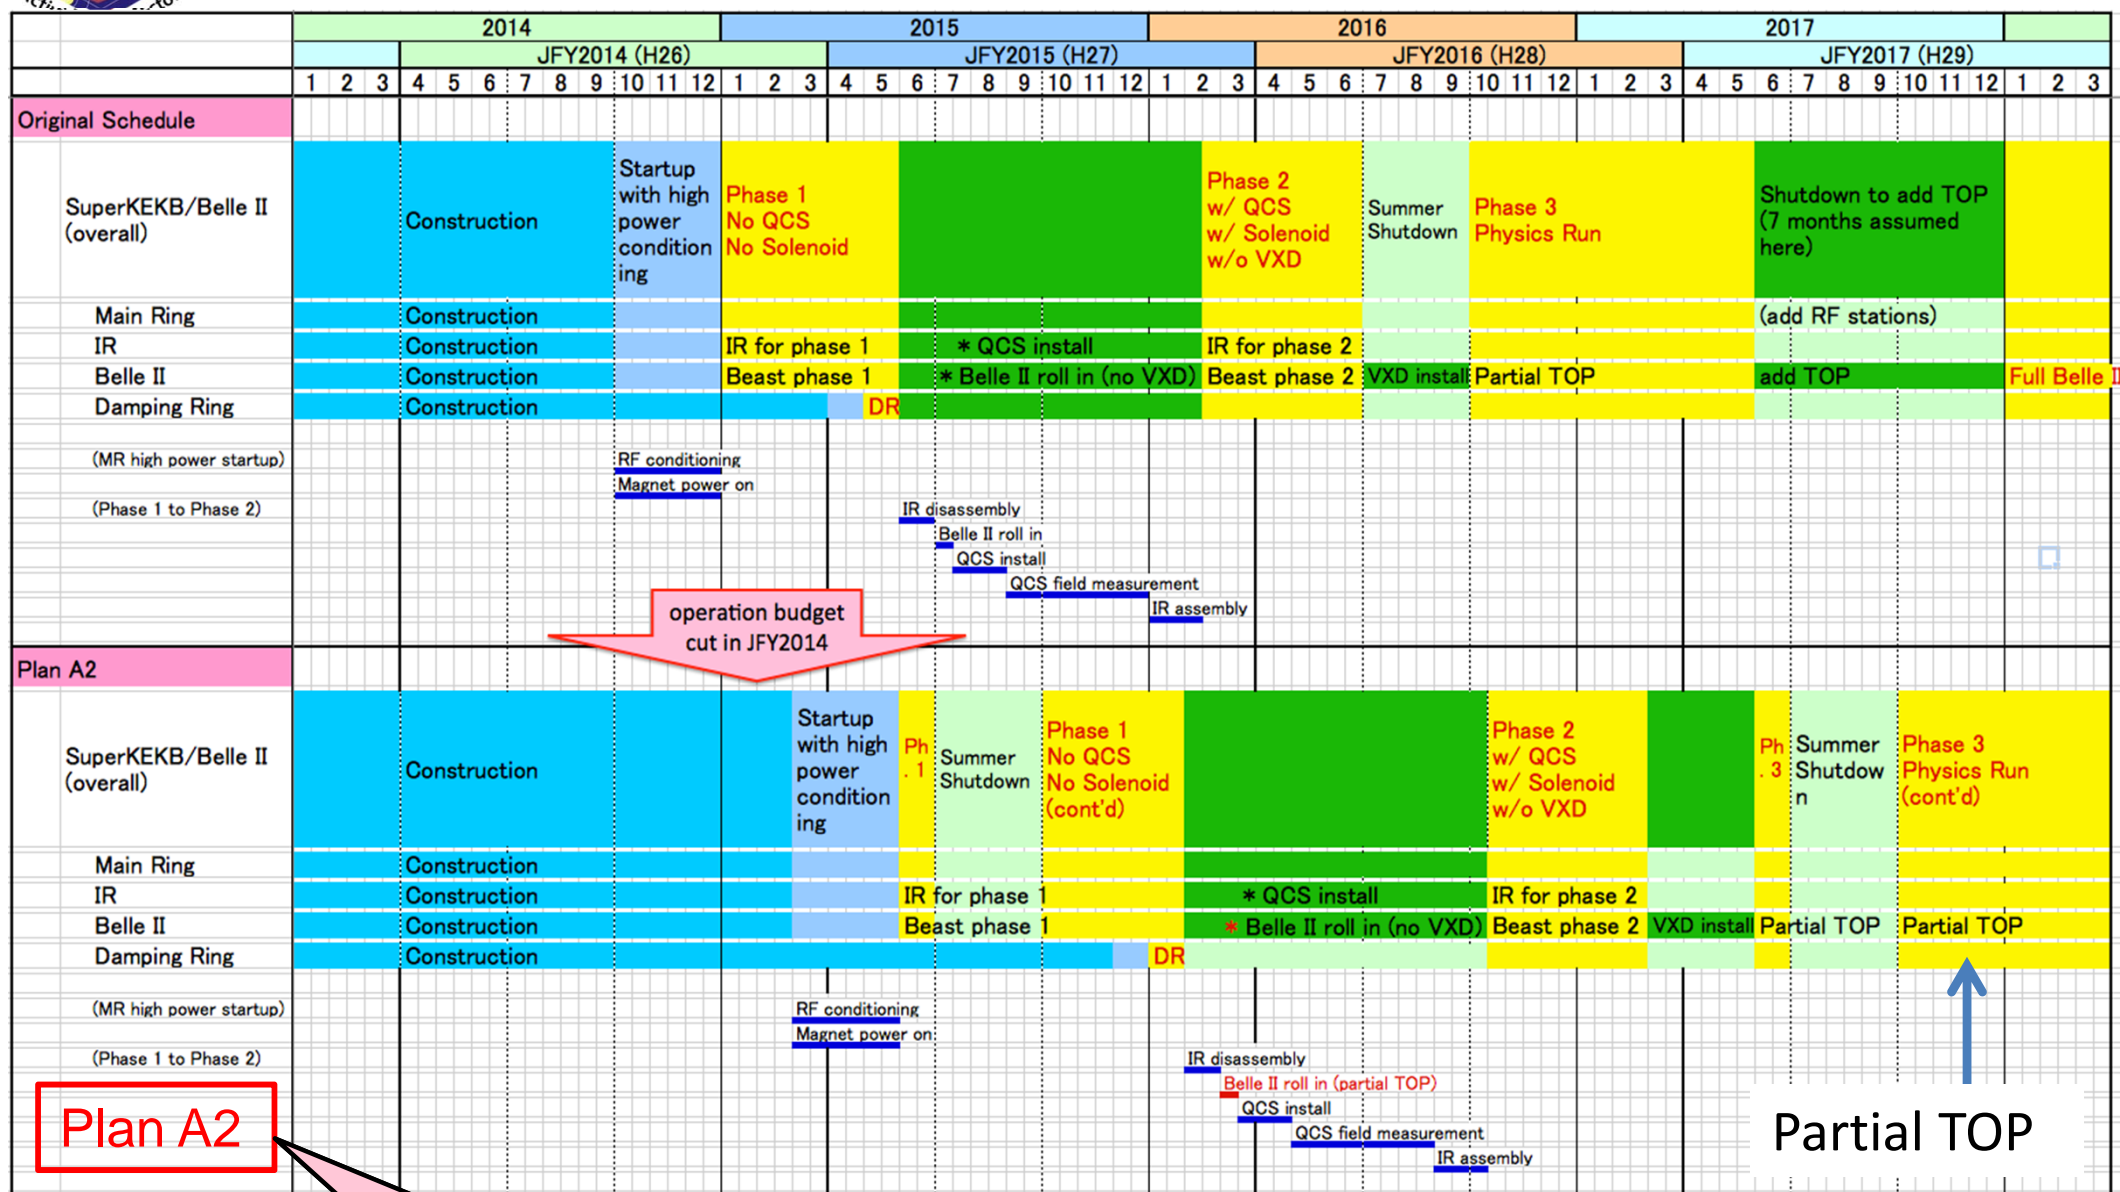 2014 2015 2016 2017
JFY2014 (H26) JFY2015 (H27) JFY2016 (H28) JFY2017 (H29)
1 2 3 4 5 6 7 8 9 10 11 12 1 2 3 4 5 6 7 8 9 10 11 12 1 2 3 4 5 6 7 8 9 10 11 12 1 2 3 4 5 6 7 8 9 10 11 12 1 2 3
Original Schedule
SuperKEKB/Belle II
(overall)
Construction
Startup
with high
power
condition
ing
Phase 1
No QCS
No Solenoid
Phase 2
w/ QCS
w/ Solenoid
w/o VXD
Summer
Shutdown
Phase 3
Physics Run
Shutdown to add TOP
(7 months assumed
here)
Main Ring Construction (add RF stations)
IR Construction IR for phase 1 * QCS install IR for phase 2
Belle II Construction Beast phase 1 * Belle II roll in (no VXD) Beast phase 2 VXD install Partial TOP add TOP Full Belle II
Damping Ring Construction DR
(MR high power startup) RF conditioning
Magnet power on
(Phase 1 to Phase 2) IR disassembly
Belle II roll in
QCS install
QCS field measurement
IR assembly
operation budget
cut in JFY2014
Plan A2
SuperKEKB/Belle II
(overall)
Construction
Startup
with high
power
condition
ing
Ph
. 1
Summer
Shutdown
Phase 1
No QCS
No Solenoid
(cont'd)
Phase 2
w/ QCS
w/ Solenoid
w/o VXD
Ph
. 3
Summer
Shutdow
n
Phase 3
Physics Run
(cont'd)
Main Ring Construction
IR Construction IR for phase 1 * QCS install IR for phase 2
Belle II Construction Beast phase 1 * Belle II roll in (no VXD) Beast phase 2 VXD install Partial TOP Partial TOP
Damping Ring Construction DR
(MR high power startup) RF conditioning
Magnet power on
(Phase 1 to Phase 2) IR disassembly
Belle II roll in (partial TOP)
QCS install
QCS field measurement
IR assembly
Plan A2
Partial TOP